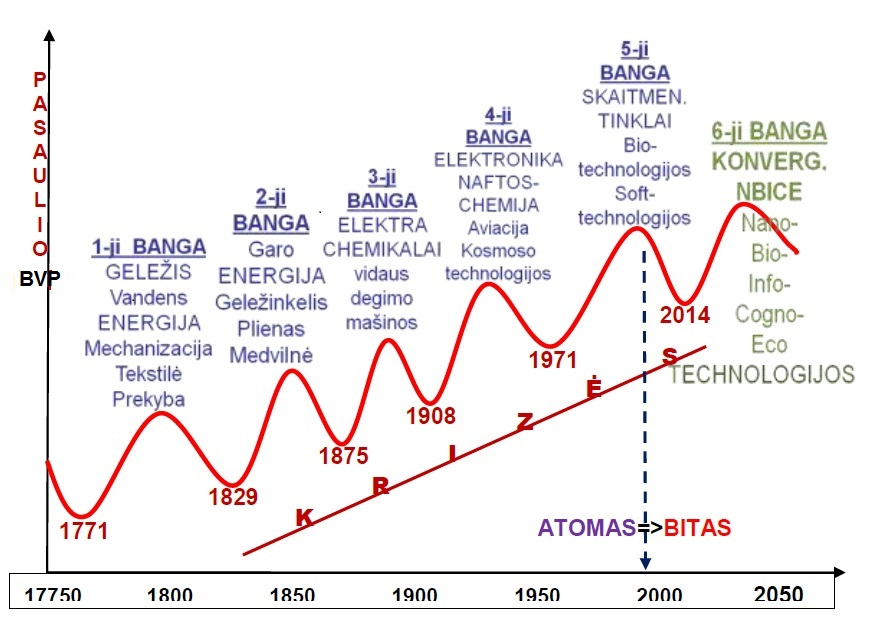 PASAULIO
BVP
1-ji BANGA
GELEŽIS
Vandens
ENERGIJA
Mechanizacija
Tekstilė
Prekyba
2-ji
BANGA
Garo
ENERGIJA
Geležinkelis
Plienas
Medvilnė
3-ji
BANGA
ELEKTRA
CHEMIKALAI
vidaus
degimo
mašinos
4-ji
BANGA
ELEKTRONIKA
NAFTOS-
CHEMIJA
Aviacija
Kosmoso
technologijos
5-ji
BANGA
SKAITMEN.
TINKLAI
Bio-
technologijos
Soft-
technologijos
6-ji BANGA
KONVERG.
NBICE
Nano-
Bio-
Info-
Cogno-
Eco
TECHNOLOGIJOS
1771
1829
1875
1908
1971
2014
KRIZĖS
ATOMAS=>BITAS
17750 1800 1850 1900 1950 2000 2050